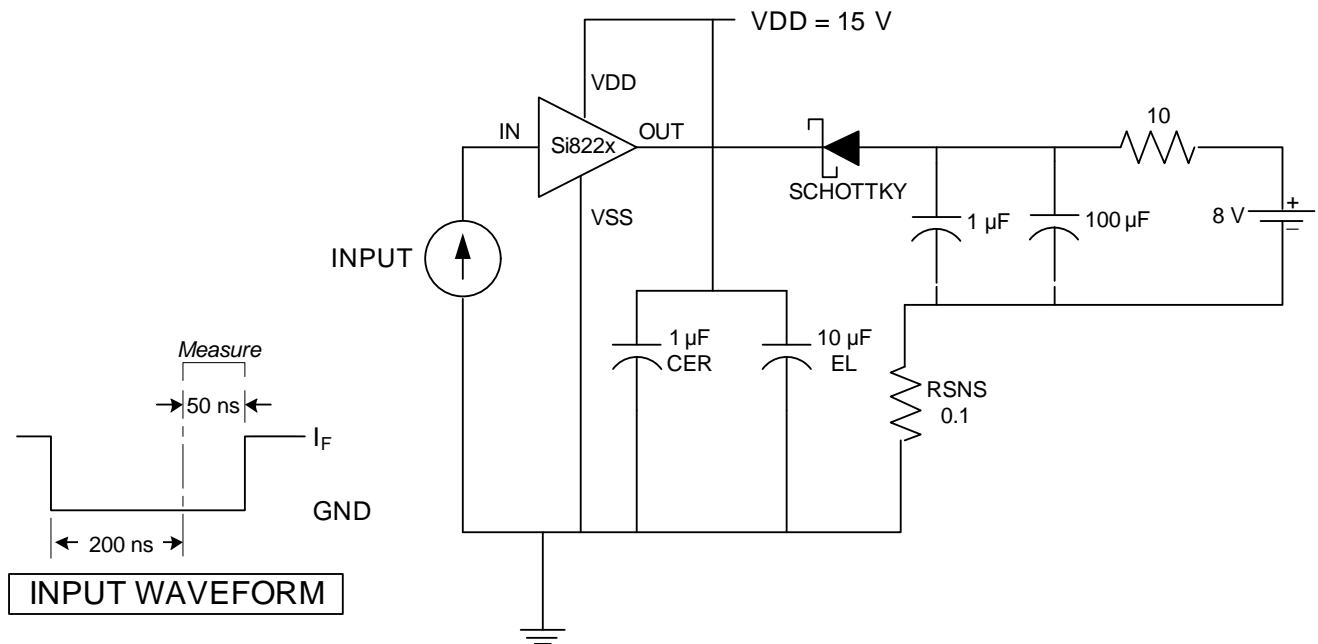 VDD = 15 V
VDD
IN
Si822x
OUT
10
SCHOTTKY
VSS
1 µF
100 µF
8 V
+
–
INPUT
1 µF
CER
10 µF
EL
RSNS
0.1
Measure
50 ns
I_F
GND
200 ns
INPUT WAVEFORM